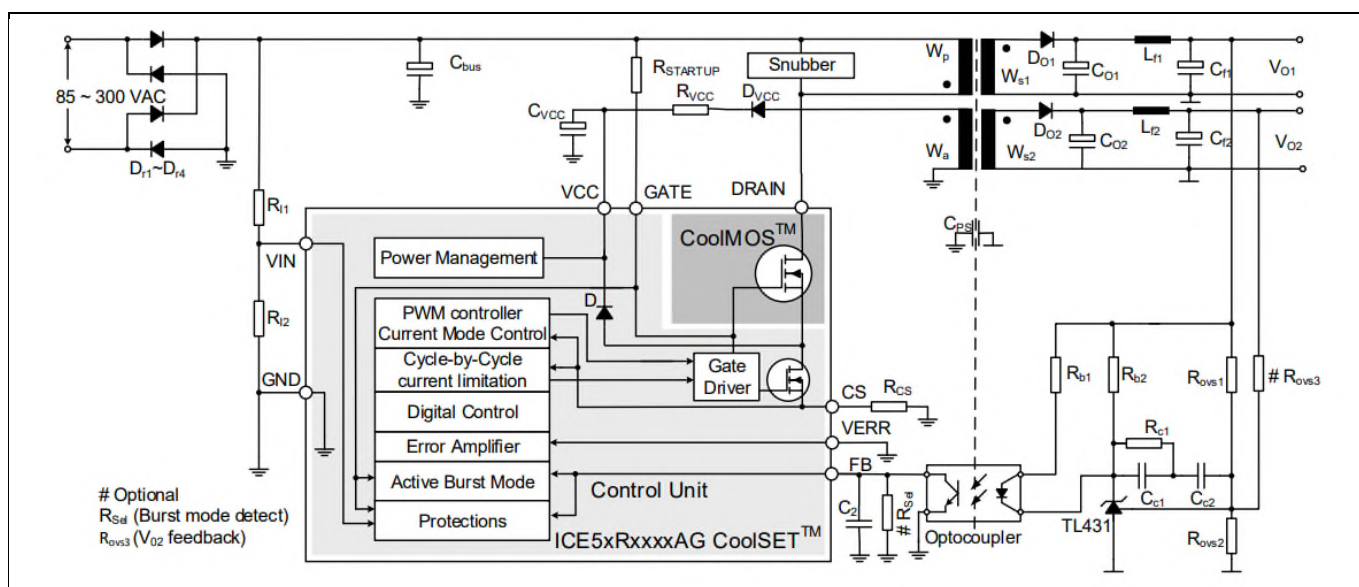 85 ~ 300 VAC
Dr1~Dr4
Cbus
RSTARTUP
Snubber
Wp
Ws1
DO1
CO1
Lf1
Cf1
VO1
CVCC
RVCC
DVCC
Wa
Ws2
DO2
CO2
Lf2
Cf2
VO2
RI1
VIN
RI2
GND
VCC
GATE
DRAIN
CPS
CoolMOS™
Power Management
D
PWM controller
Current Mode Control
Cycle-by-Cycle
current limitation
Digital Control
Error Amplifier
Active Burst Mode
Protections
Gate
Driver
CS
RCS
VERR
FB
Control Unit
ICE5xRxxxxAG CoolSET™
C2
# RSel
Optocoupler
Rb1
Rb2
Rovs1
# Rovs3
Rc1
Cc1
Cc2
TL431
Rovs2
# Optional
RSel (Burst mode detect)
Rovs3 (V02 feedback)